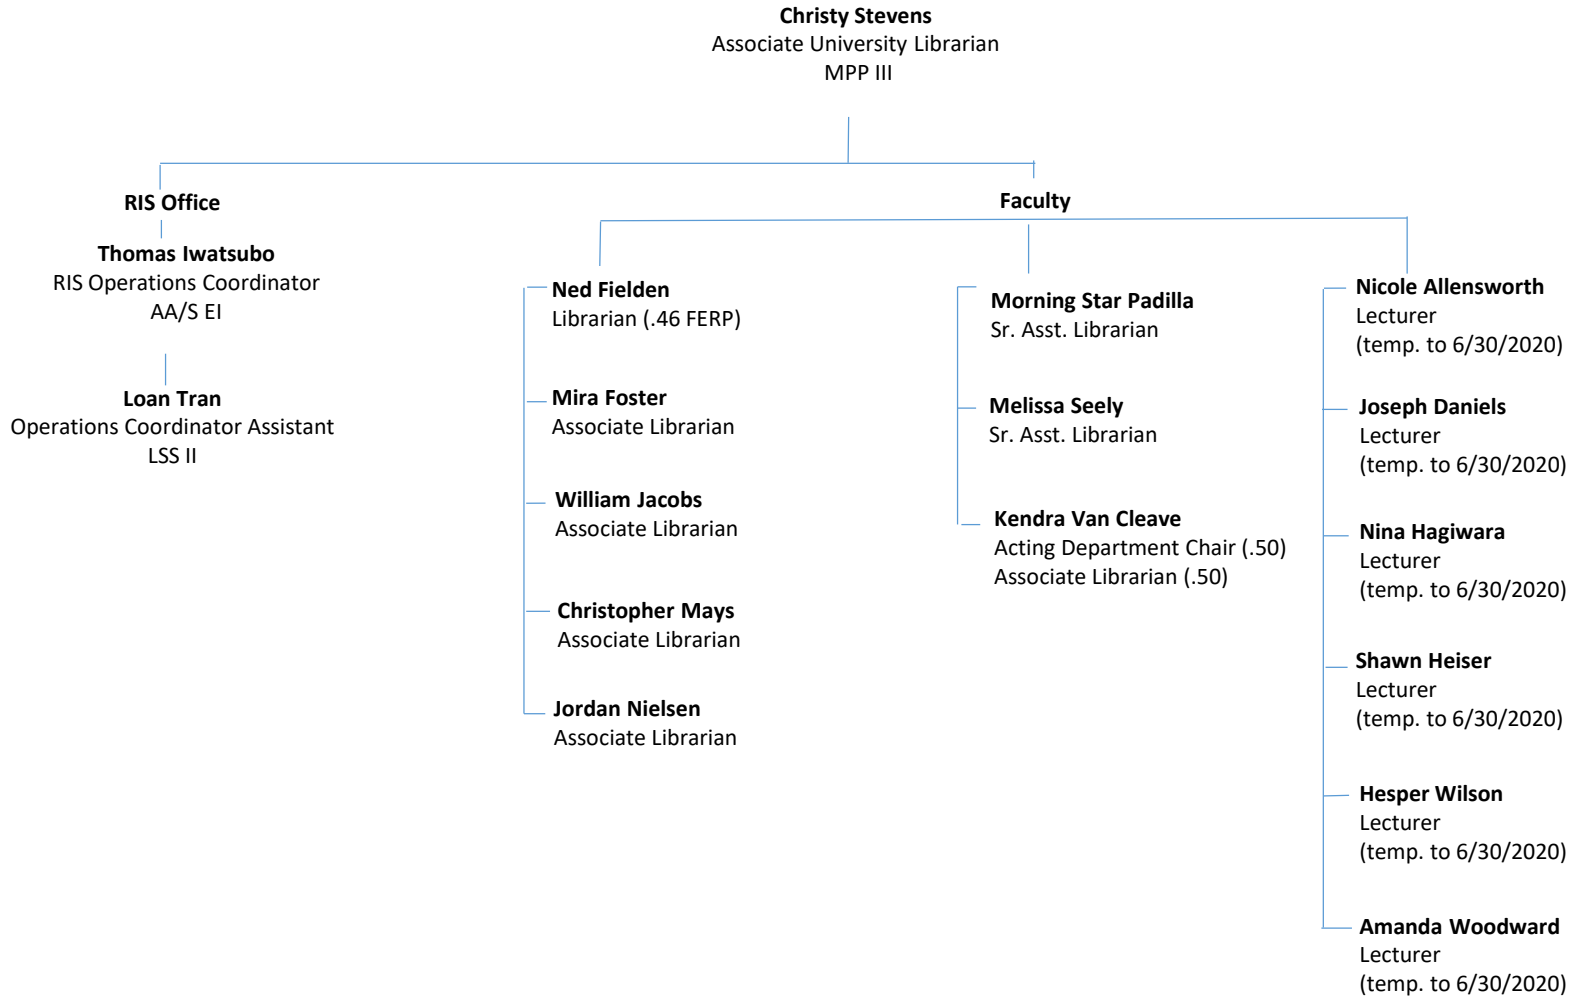 Christy Stevens
Associate University Librarian
MPP III
RIS Office
Thomas Iwatsubo
RIS Operations Coordinator
AA/S EI
Loan Tran
Operations Coordinator Assistant
LSS II
Faculty
Ned Fielden
Librarian (.46 FERP)
Mira Foster
Associate Librarian
William Jacobs
Associate Librarian
Christopher Mays
Associate Librarian
Jordan Nielsen
Associate Librarian
Morning Star Padilla
Sr. Asst. Librarian
Melissa Seely
Sr. Asst. Librarian
Kendra Van Cleave
Acting Department Chair (.50)
Associate Librarian (.50)
Nicole Allensworth
Lecturer
(temp. to 6/30/2020)
Joseph Daniels
Lecturer
(temp. to 6/30/2020)
Nina Hagiwara
Lecturer
(temp. to 6/30/2020)
Shawn Heiser
Lecturer
(temp. to 6/30/2020)
Hesper Wilson
Lecturer
(temp. to 6/30/2020)
Amanda Woodward
Lecturer
(temp. to 6/30/2020)